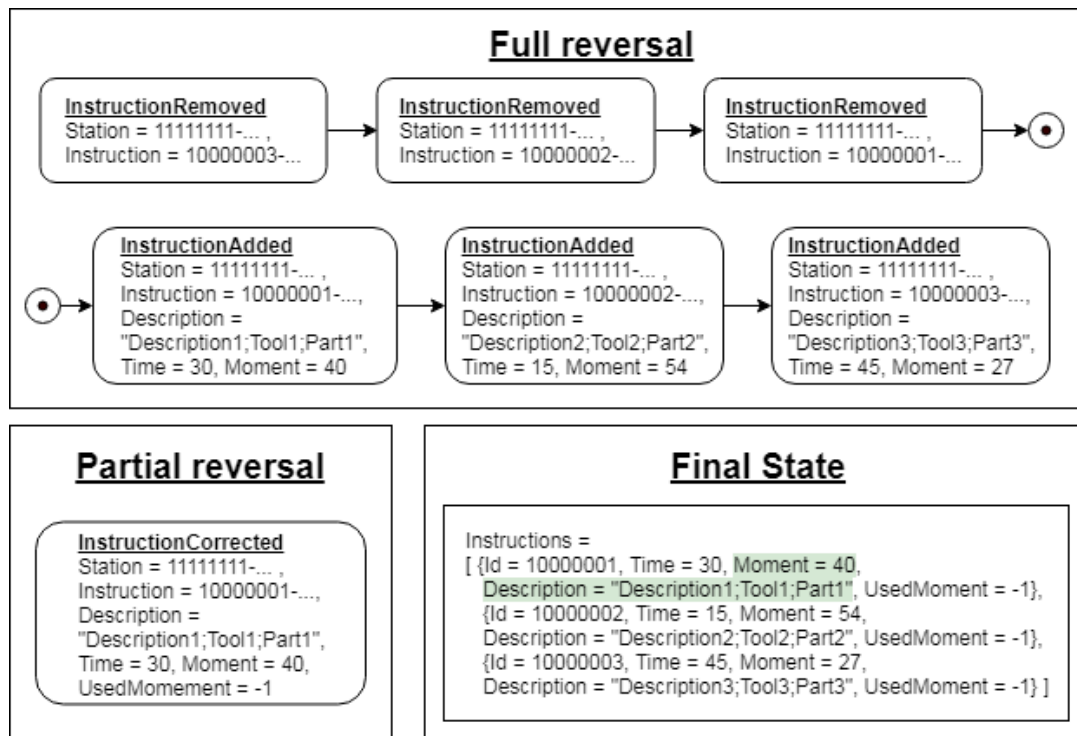 Full reversal
InstructionRemoved
Station = 11111111-... ,
Instruction = 10000003-...
InstructionRemoved
Station = 11111111-... ,
Instruction = 10000002-...
InstructionRemoved
Station = 11111111-... ,
Instruction = 10000001-...
InstructionAdded
Station = 11111111-... ,
Instruction = 10000001-...,
Description =
"Description1;Tool1;Part1",
Time = 30, Moment = 40
InstructionAdded
Station = 11111111-... ,
Instruction = 10000002-...,
Description =
"Description2;Tool2;Part2",
Time = 15, Moment = 54
InstructionAdded
Station = 11111111-... ,
Instruction = 10000003-...,
Description =
"Description3;Tool3;Part3",
Time = 45, Moment = 27
Partial reversal
InstructionCorrected
Station = 11111111-... ,
Instruction = 10000001-...,
Description =
"Description1;Tool1;Part1",
Time = 30, Moment = 40,
UsedMomement = -1
Final State
Instructions =
[ {Id = 10000001, Time = 30, Moment = 40,
Description = "Description1;Tool1;Part1", UsedMoment = -1},
{Id = 10000002, Time = 15, Moment = 54,
Description = "Description2;Tool2;Part2", UsedMoment = -1},
{Id = 10000003, Time = 45, Moment = 27,
Description = "Description3;Tool3;Part3", UsedMoment = -1} ]